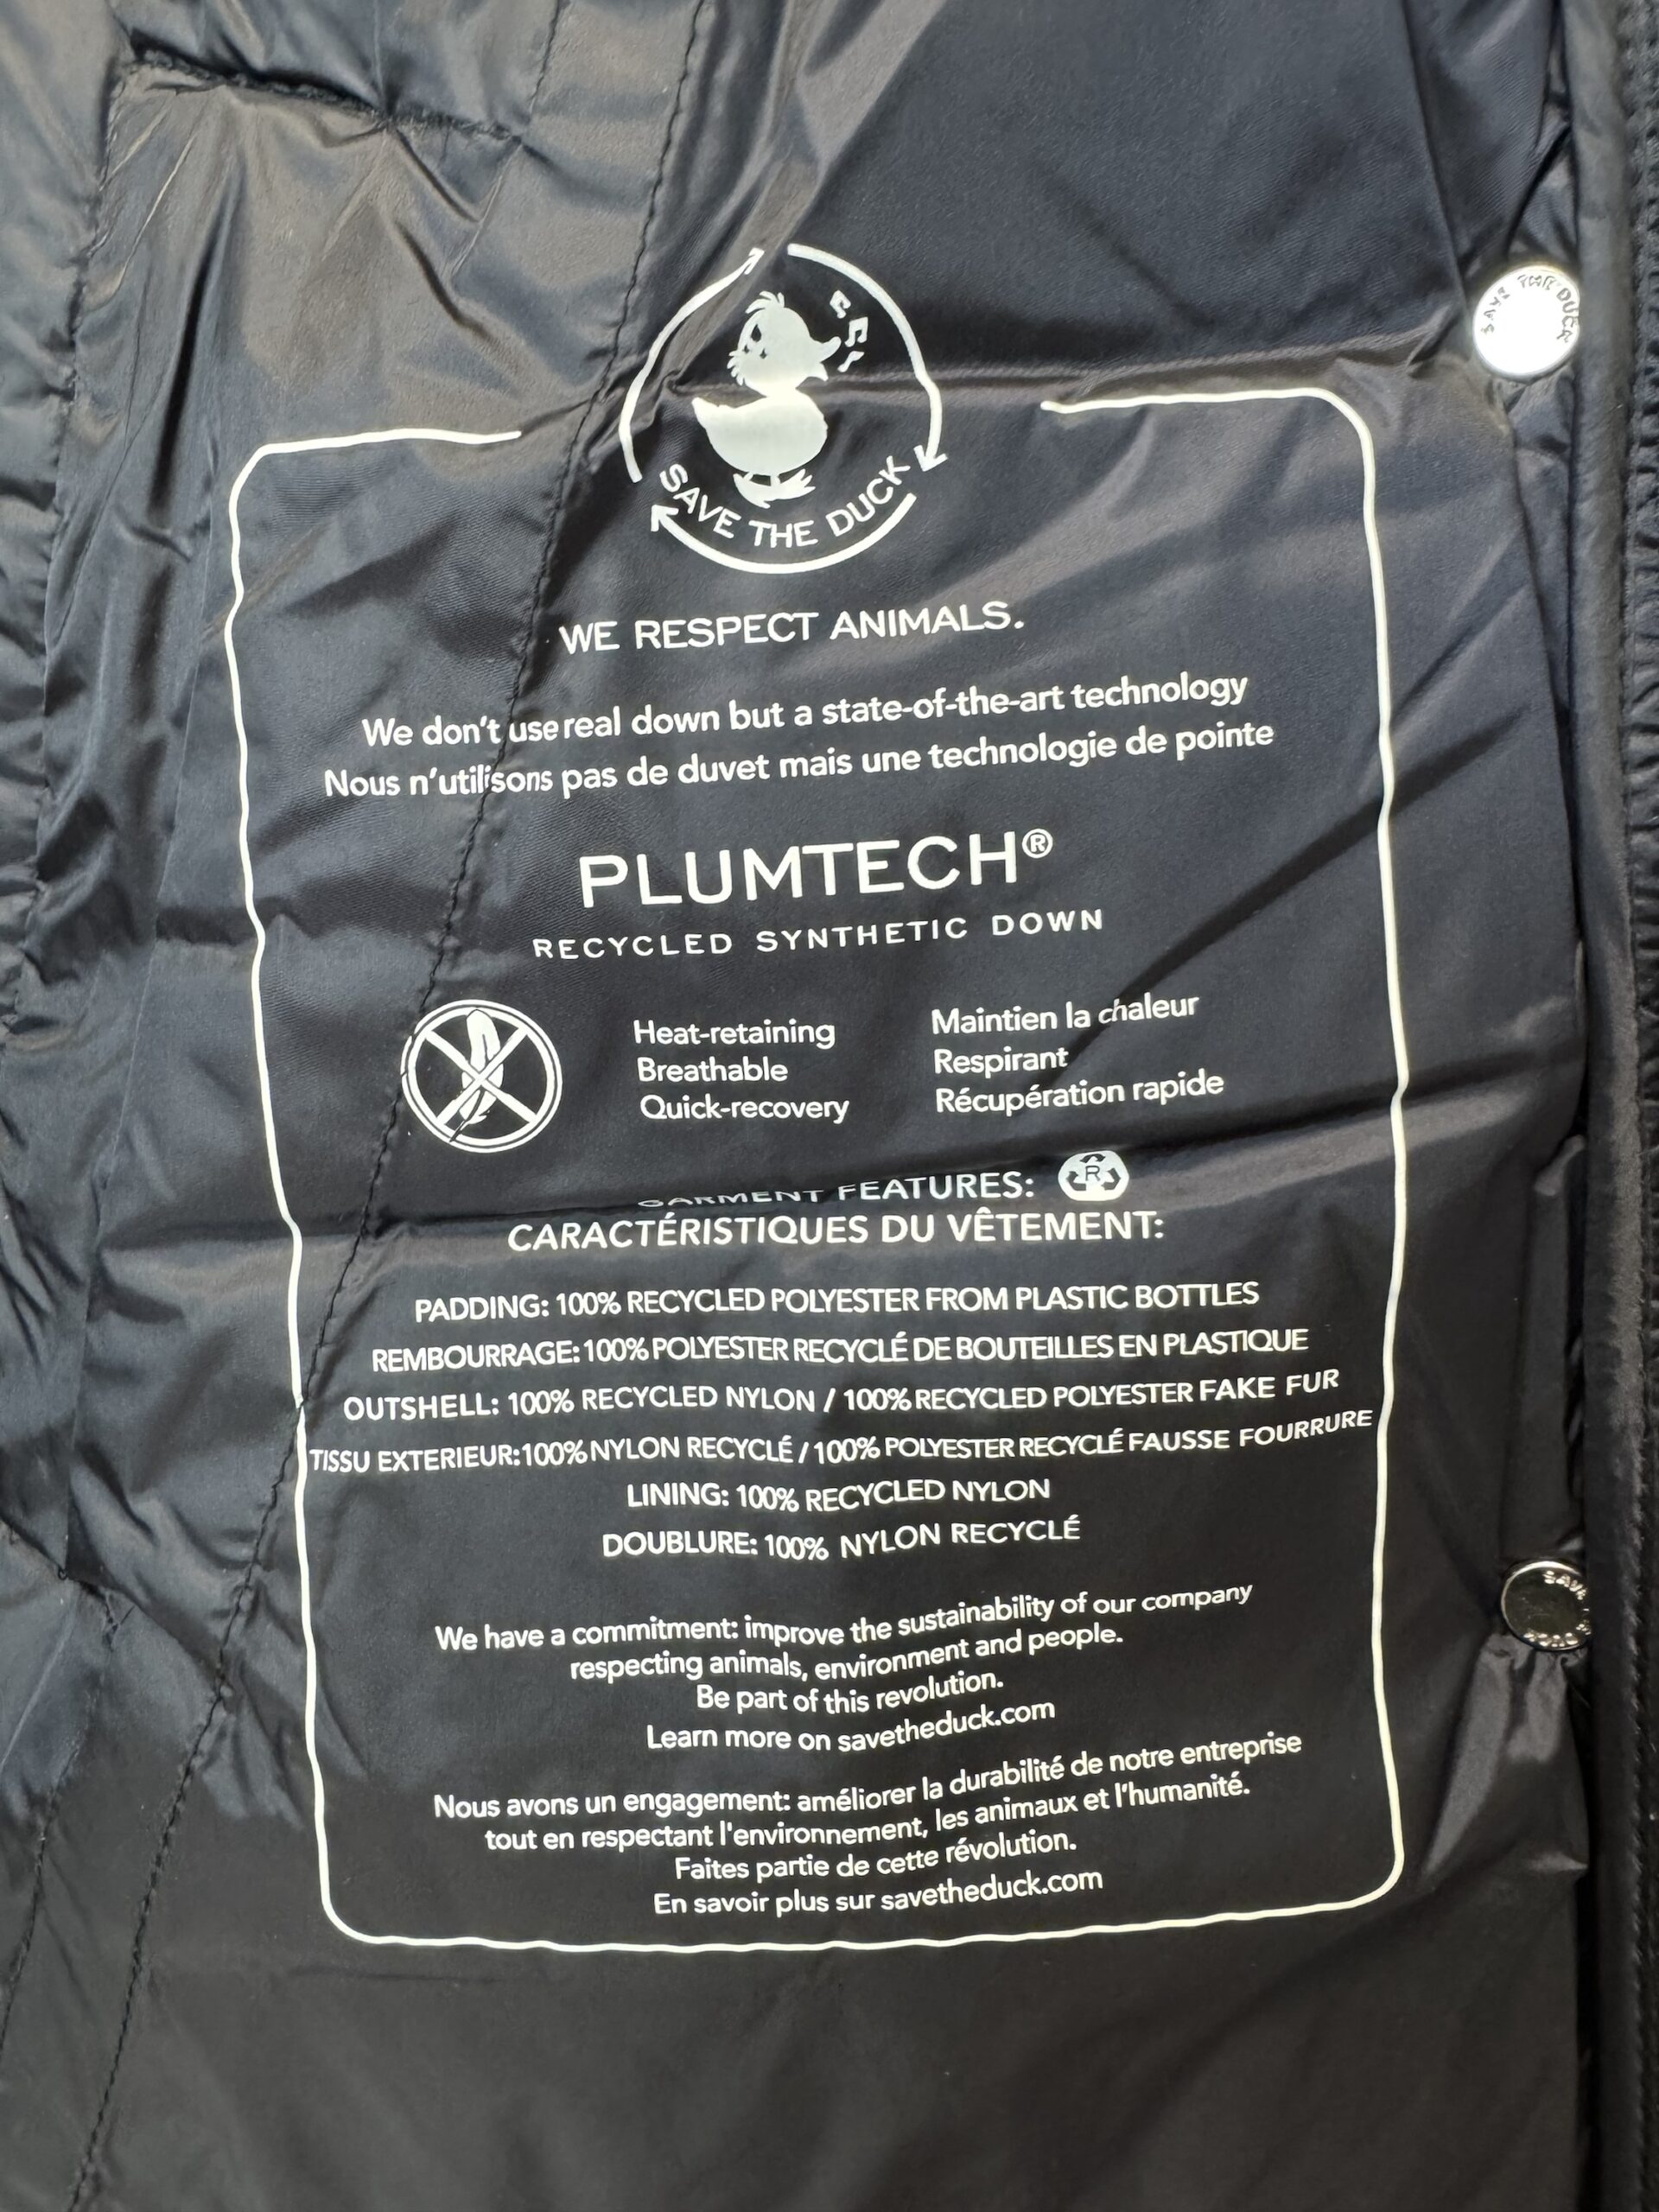 SAVE THE DUCK
SAVE THE DUCK
WE RESPECT ANIMALS.
We don't use real down but a state-of-the-art technology
Nous n'utilisons pas de duvet mais une technologie de pointe
PLUMTECH®
RECYCLED SYNTHETIC DOWN
Heat-retaining
Breathable
Quick-recovery
Maintien la chaleur
Respirant
Récupération rapide
GARMENT FEATURES: R
CARACTÉRISTIQUES DU VÊTEMENT:
PADDING: 100% RECYCLED POLYESTER FROM PLASTIC BOTTLES
REMBOURRAGE: 100% POLYESTER RECYCLÉ DE BOUTEILLES EN PLASTIQUE
OUTSHELL: 100% RECYCLED NYLON / 100% RECYCLED POLYESTER FAKE FUR
TISSU EXTERIEUR: 100% NYLON RECYCLÉ / 100% POLYESTER RECYCLÉ FAUSSE FOURRURE
LINING: 100% RECYCLED NYLON
DOUBLURE: 100% NYLON RECYCLÉ
SAVE
DUCK
We have a commitment: improve the sustainability of our company
respecting animals, environment and people.
Be part of this revolution.
Learn more on savetheduck.com
Nous avons un engagement: améliorer la durabilité de notre entreprise
tout en respectant l'environnement, les animaux et l'humanité.
Faites partie de cette révolution.
En savoir plus sur savetheduck.com